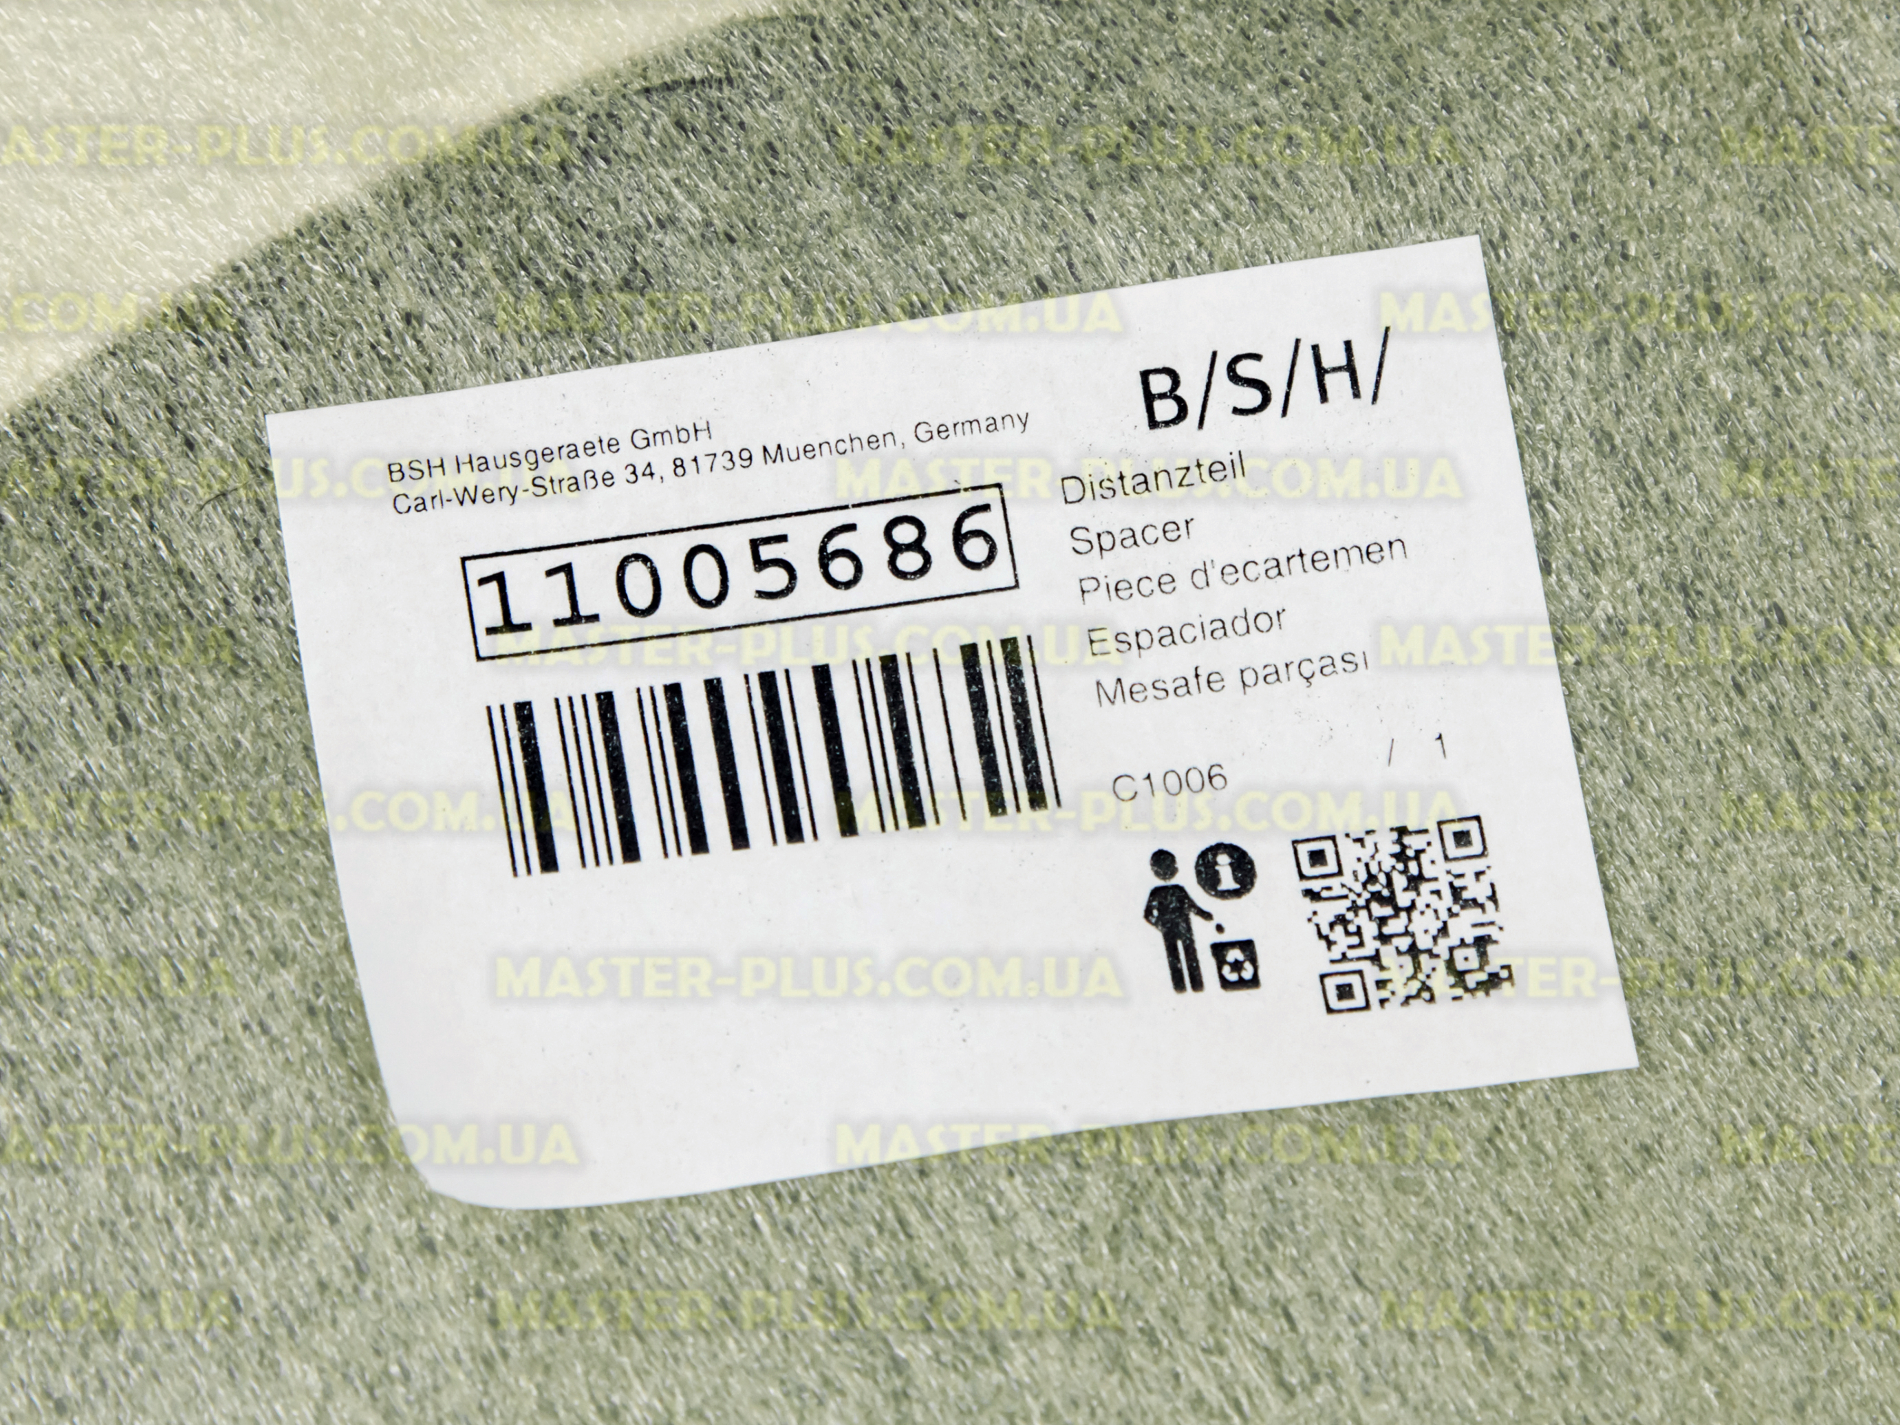 B/S/H/
BSH Hausgeraete GmbH
Carl-Wery-Straße 34, 81739 Muenchen, Germany
11005686
Distanzteil
Spacer
Piece d'ecartemen
Espaciador
Mesafe parçası
C1006 / 1
MASTER-PLUS.COM.UA